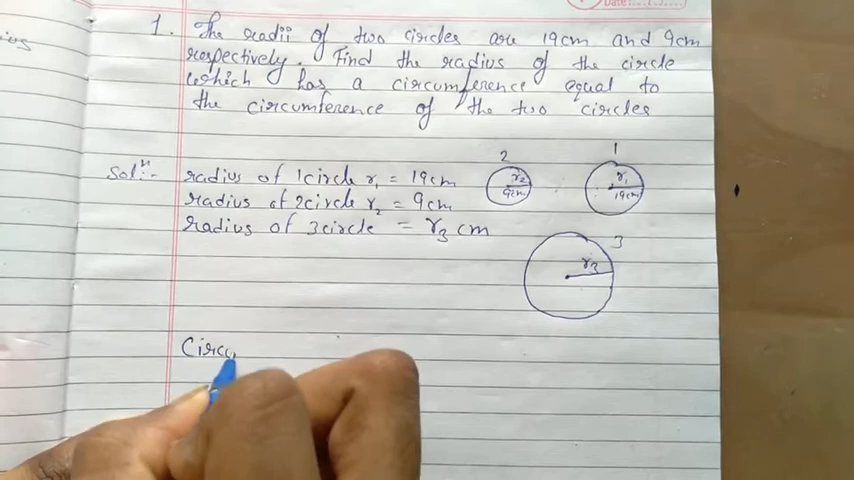 Date:
1. The radii of two circles are 19cm and 9cm
respectively. Find the radius of the circle
which has a circumference equal to
the circumference of the two circles
Solⁿ:- radius of 1circle r₁ = 19cm
radius of 2circle r₂ = 9cm
radius of 3circle = r₃ cm
2
r₂
9cm
1
r₁
19cm
3
r₃
Circu